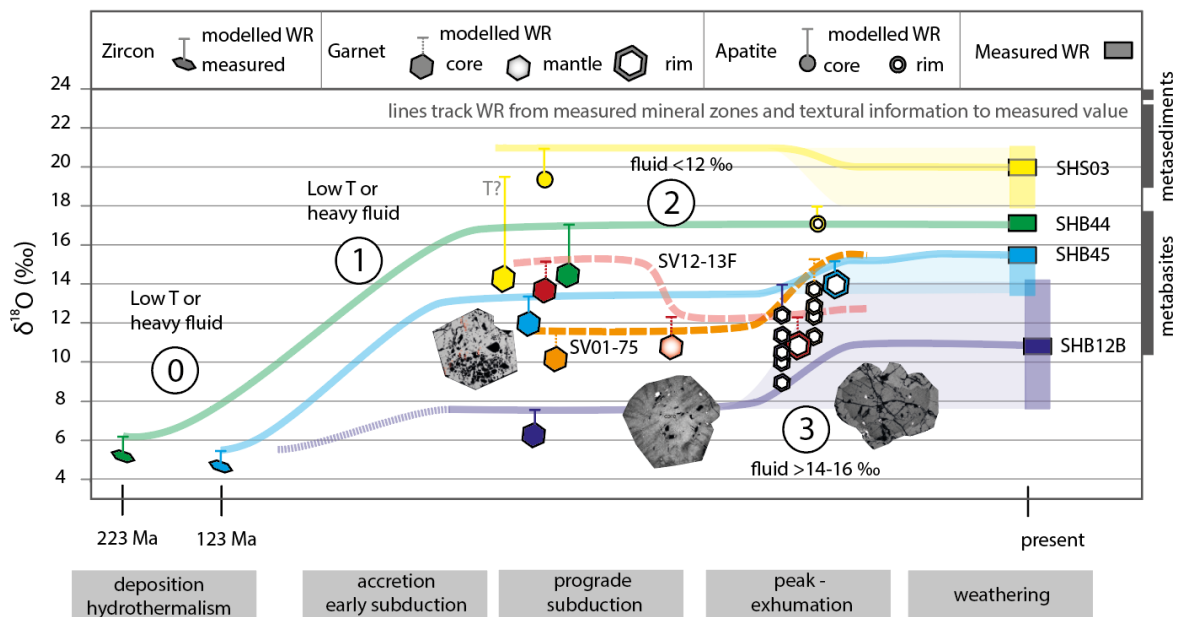 Zircon
modelled WR
measured
Garnet
modelled WR
core
mantle
rim
Apatite
modelled WR
core
rim
Measured WR
lines track WR from measured mineral zones and textural information to measured value
24
22
20
18
16
14
12
10
8
6
4
δ18O (‰)
metasediments
metabasites
fluid <12 ‰
2
T?
Low T or
heavy fluid
1
Low T or
heavy fluid
0
SV12-13F
SV01-75
3
fluid >14-16 ‰
SHS03
SHB44
SHB45
SHB12B
223 Ma
123 Ma
present
deposition
hydrothermalism
accretion
early subduction
prograde
subduction
peak -
exhumation
weathering